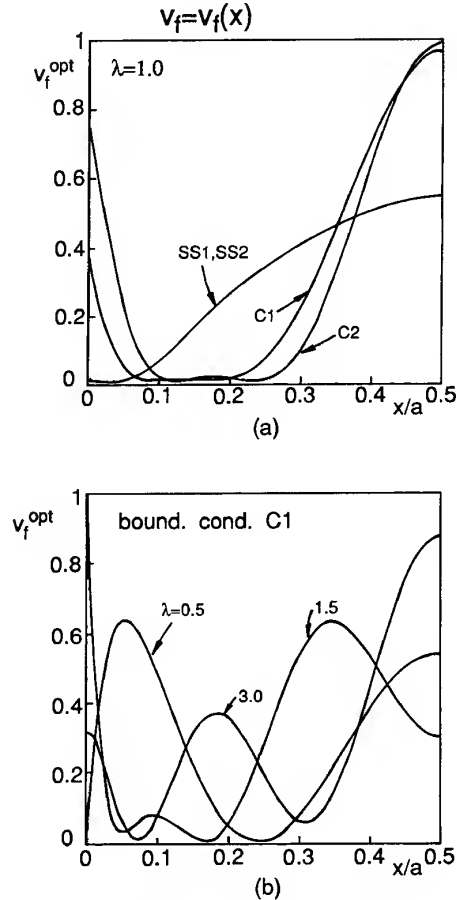 v_f=v_f(x)
1
v_f^opt
λ=1.0
0.8
0.6
0.4
SS1,SS2
C1
0.2
C2
0
0 0.1 0.2 0.3 0.4 0.5
x/a
(a)
1
v_f^opt
bound. cond. C1
0.8
λ=0.5
1.5
0.6
0.4
3.0
0.2
0
0 0.1 0.2 0.3 0.4 0.5
x/a
(b)